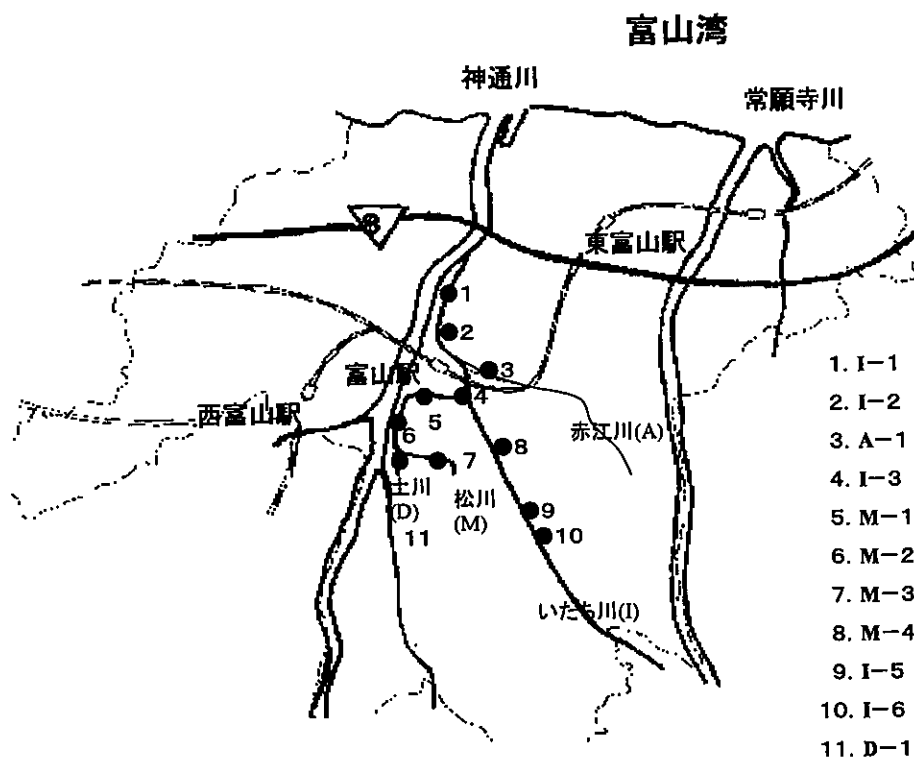 富山湾
神通川
常願寺川
8
東富山駅
1
2
3
富山駅
4
西富山駅
5
6
赤江川(A)
8
7
土川
(D)
松川
(M)
9
11
10
いたち川(I)
1. I-1
2. I-2
3. A-1
4. I-3
5. M-1
6. M-2
7. M-3
8. M-4
9. I-5
10. I-6
11. D-1